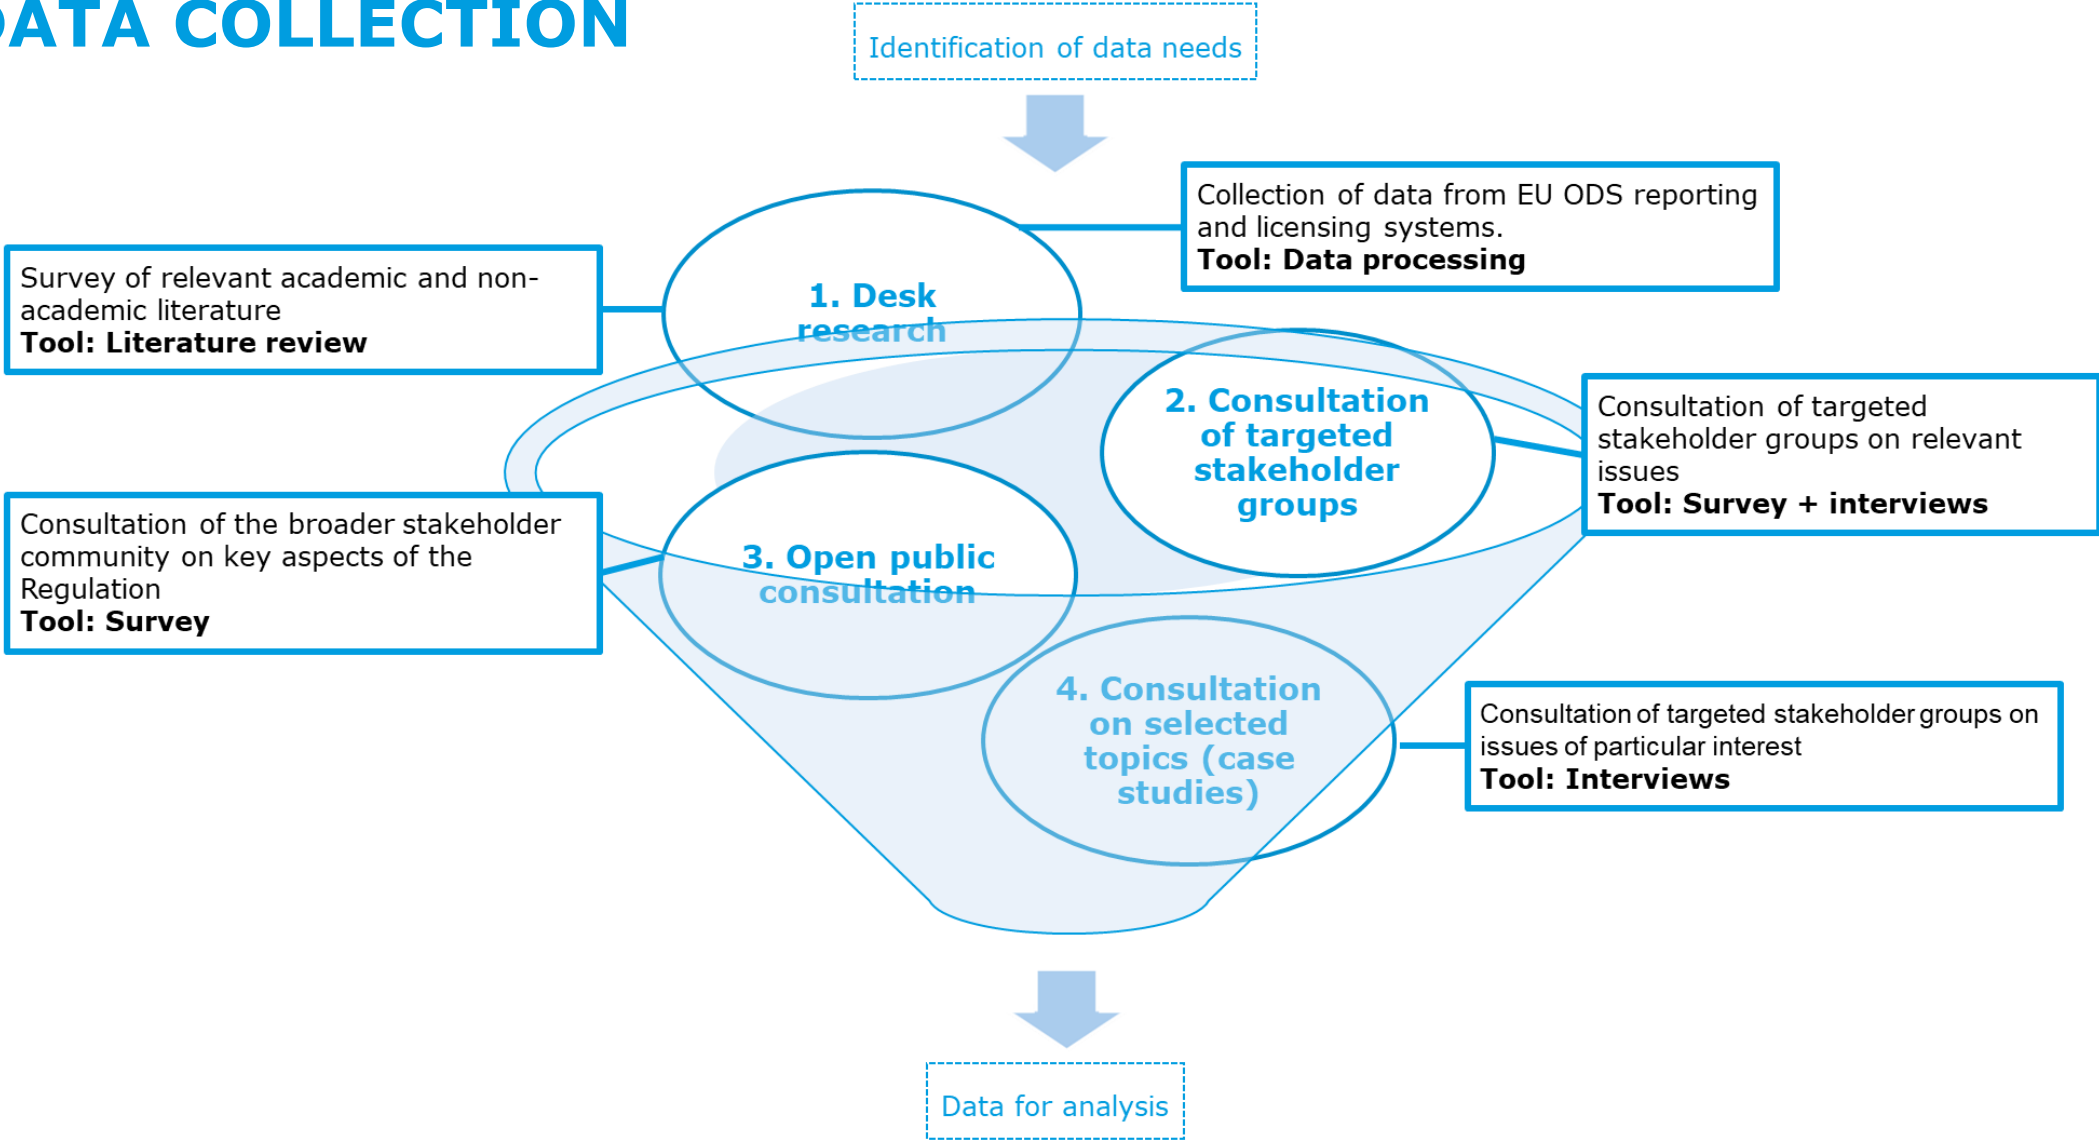 DATA COLLECTION
Identification of data needs
Collection of data from EU ODS reporting
and licensing systems.
Tool: Data processing
Survey of relevant academic and non-
academic literature
Tool: Literature review
1. Desk
research
2. Consultation
of targeted
stakeholder
groups
Consultation of targeted
stakeholder groups on relevant
issues
Tool: Survey + interviews
Consultation of the broader stakeholder
community on key aspects of the
Regulation
Tool: Survey
3. Open public
consultation
4. Consultation
on selected
topics (case
studies)
Consultation of targeted stakeholder groups on
issues of particular interest
Tool: Interviews
Data for analysis